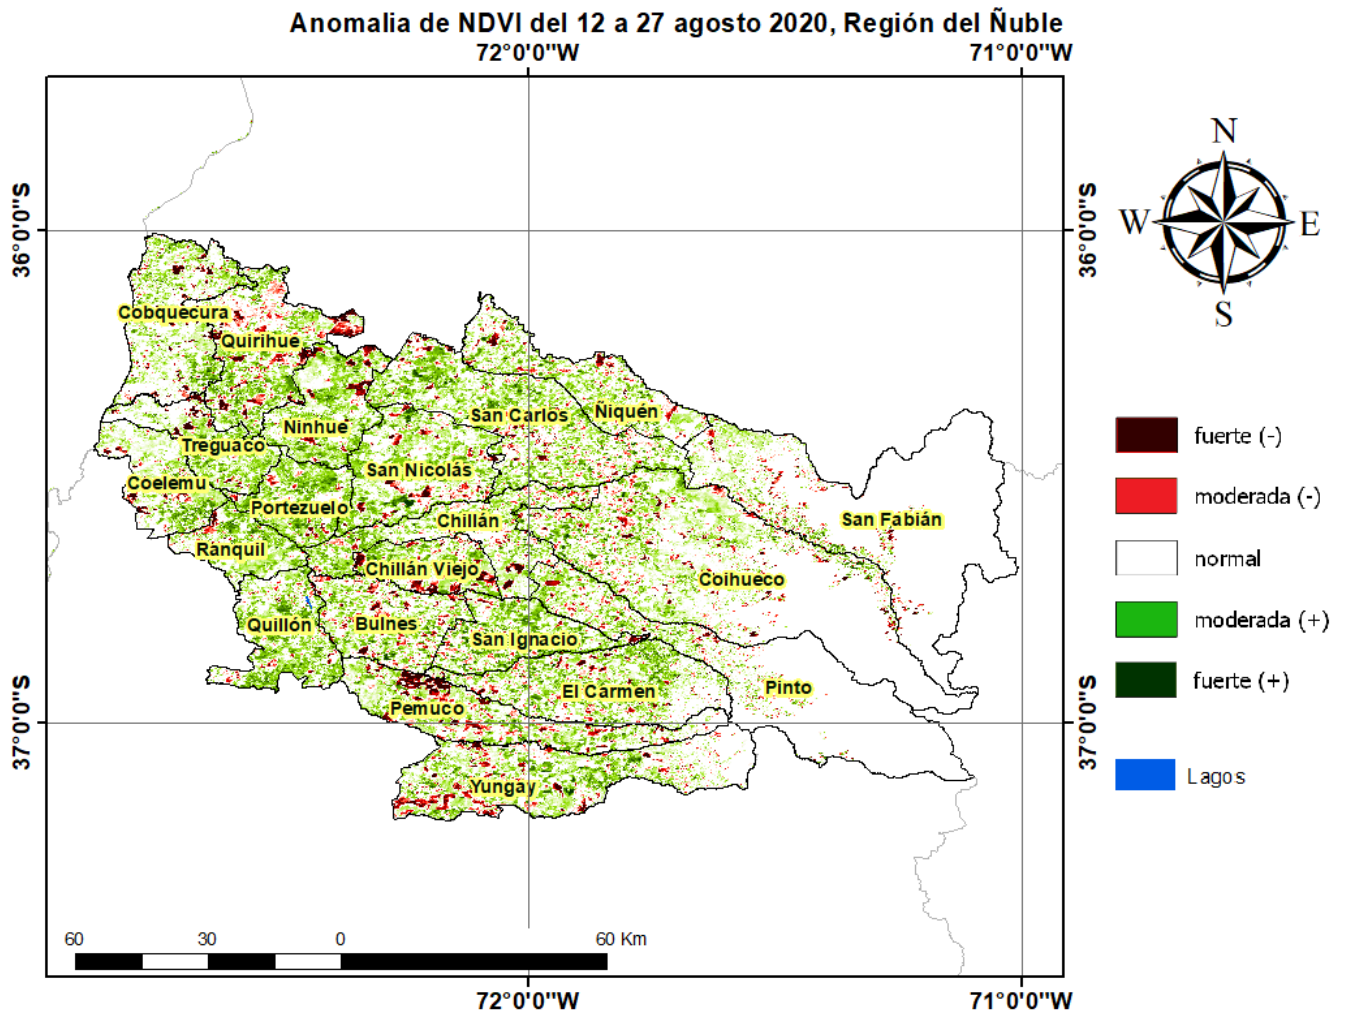 Anomalia de NDVI del 12 a 27 agosto 2020, Región del Ñuble
72°0'0"W
71°0'0"W
36°0'0"S
36°0'0"S
N
W
E
S
Cobquecura
Quirihue
San Carlos
Niquén
Ninhue
Treguaco
San Nicolás
Coelemu
Portezuelo
Chillán
San Fabián
Ranquil
Chillán Viejo
Coihueco
Quillón
Bulnes
San Ignacio
El Carmen
Pinto
Pemuco
Yungay
fuerte (-)
moderada (-)
normal
moderada (+)
fuerte (+)
Lagos
37°0'0"S
37°0'0"S
60 30 0 60 Km
72°0'0"W
71°0'0"W